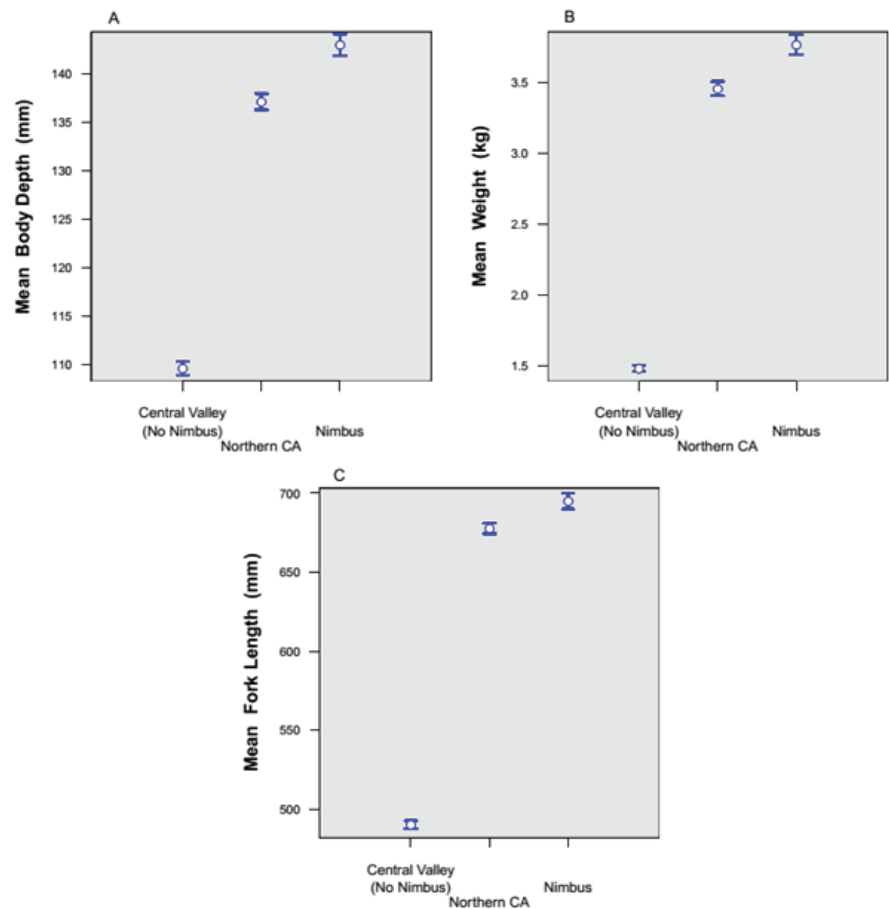 A
Mean Body Depth (mm)
140
135
130
125
120
115
110
Central Valley
(No Nimbus)
Northern CA
Nimbus
B
Mean Weight (kg)
3.5
3.0
2.5
2.0
1.5
Central Valley
(No Nimbus)
Northern CA
Nimbus
C
Mean Fork Length (mm)
700
650
600
550
500
Central Valley
(No Nimbus)
Northern CA
Nimbus